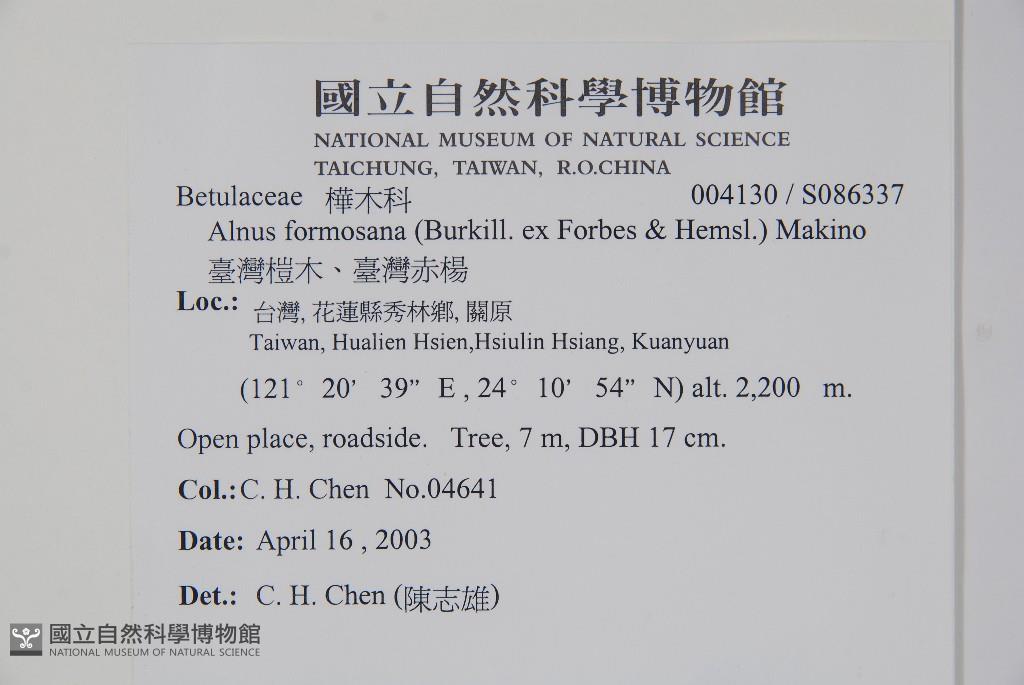 國立自然科學博物館
NATIONAL MUSEUM OF NATURAL SCIENCE
TAICHUNG, TAIWAN, R.O.CHINA
Betulaceae 樺木科 004130 / S086337
Alnus formosana (Burkill. ex Forbes & Hemsl.) Makino
臺灣榿木、臺灣赤楊
Loc.: 台灣, 花蓮縣秀林鄉, 關原
Taiwan, Hualien Hsien,Hsiulin Hsiang, Kuanyuan
(121° 20’ 39” E , 24° 10’ 54” N) alt. 2,200 m.
Open place, roadside. Tree, 7 m, DBH 17 cm.
Col.: C. H. Chen No.04641
Date: April 16 , 2003
Det.: C. H. Chen (陳志雄)
國立自然科學博物館
NATIONAL MUSEUM OF NATURAL SCIENCE